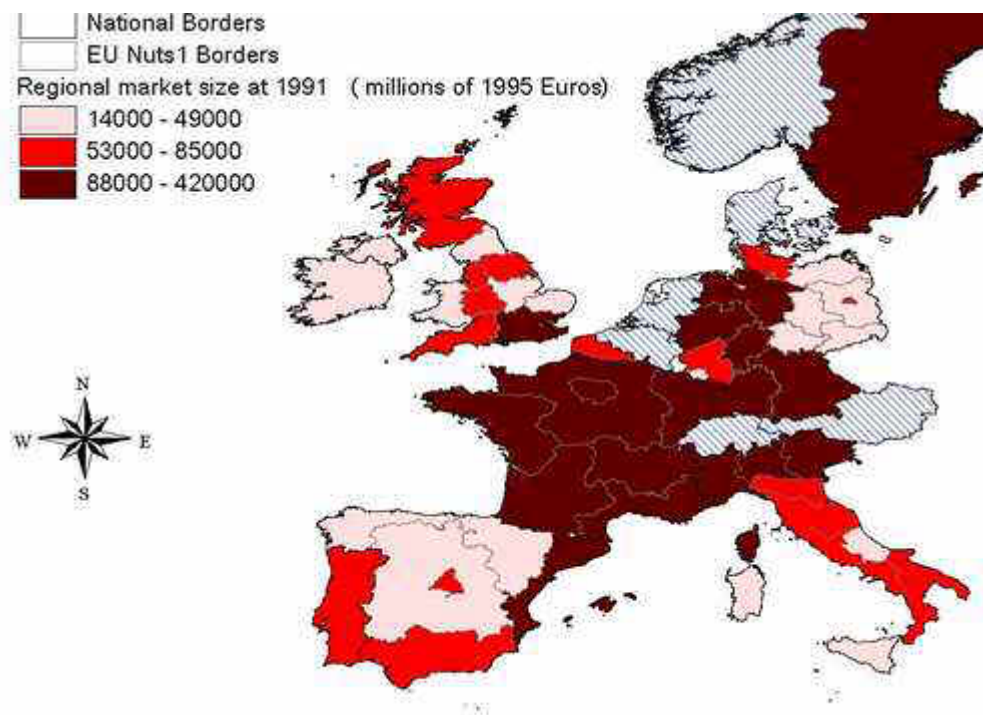 National Borders
EU Nuts1 Borders
Regional market size at 1991 ( millions of 1995 Euros)
14000 - 49000
53000 - 85000
88000 - 420000
N
W E
S